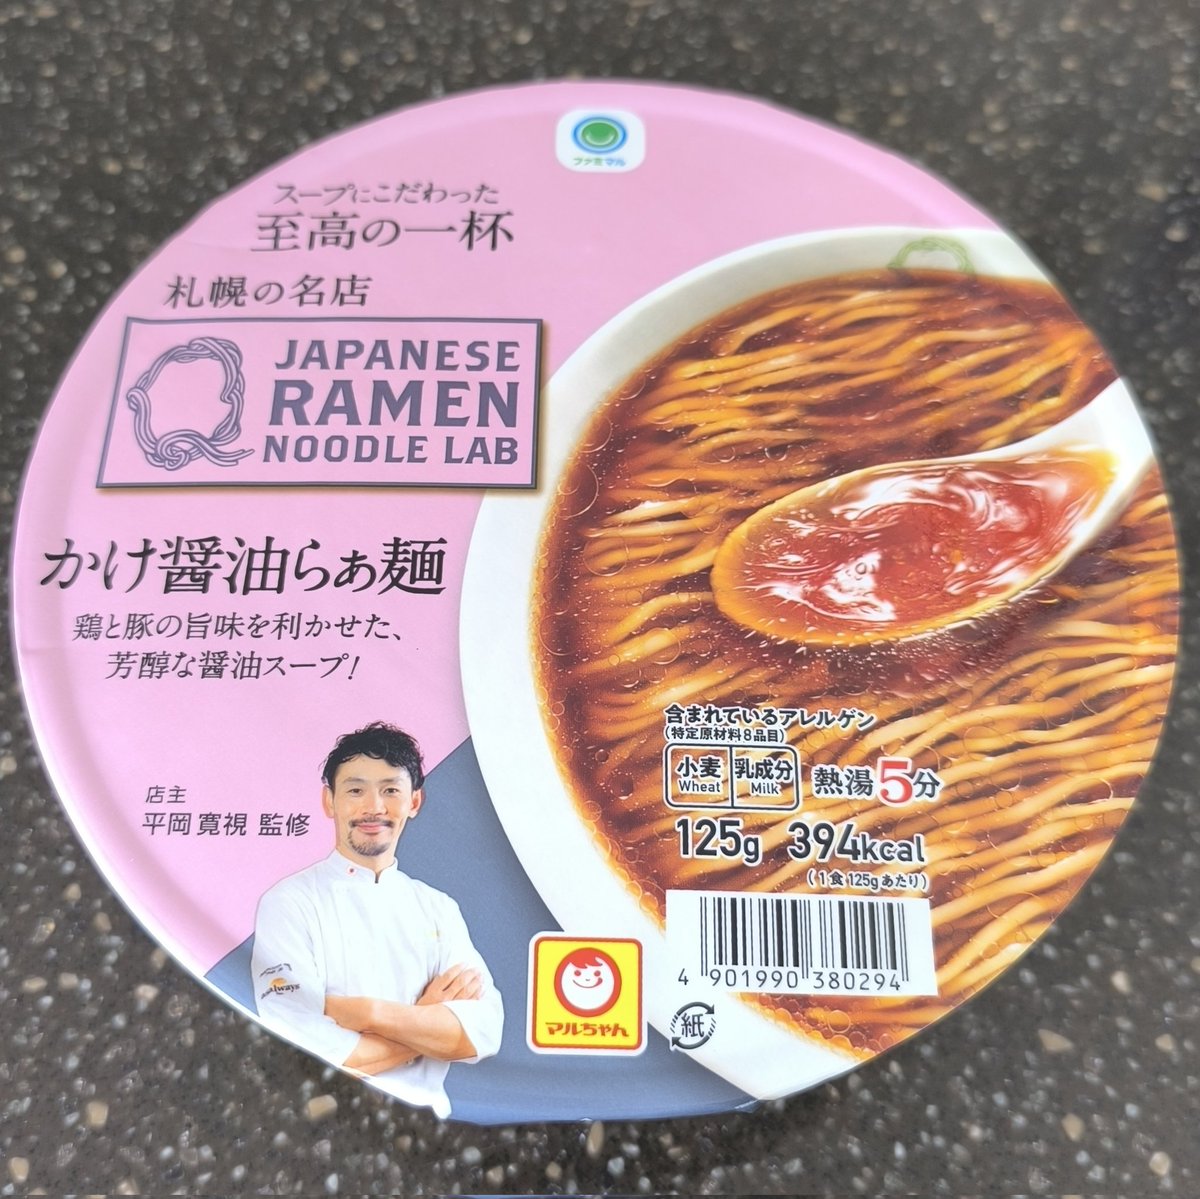 ファミマル
スープにこだわった
至高の一杯
札幌の名店
JAPANESE
RAMEN
NOODLE LAB
かけ醤油らぁ麺
鶏と豚の旨味を利かせた、
芳醇な醤油スープ!
店主
平岡 寛視 監修
含まれているアレルゲン
(特定原材料8品目)
小麦 乳成分
Wheat Milk
熱湯5分
125g 394kcal
(1食125gあたり)
4 901990 380294
マルちゃん
紙